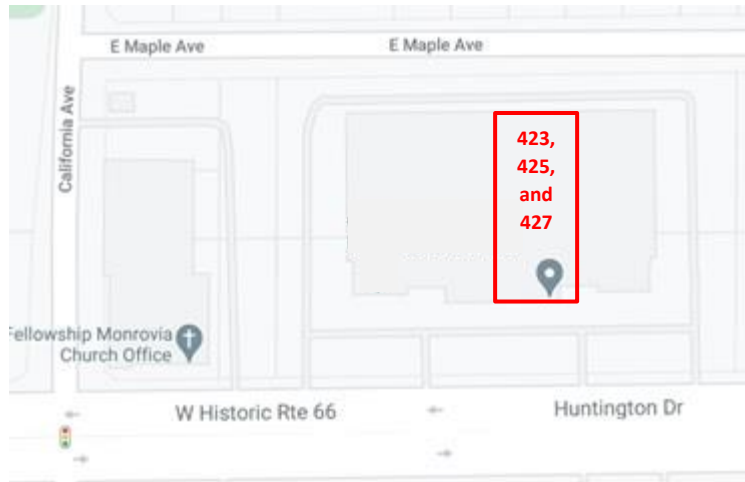 E Maple Ave
E Maple Ave
California Ave
423,
425,
and
427
Fellowship Monrovia
Church Office
W Historic Rte 66
Huntington Dr